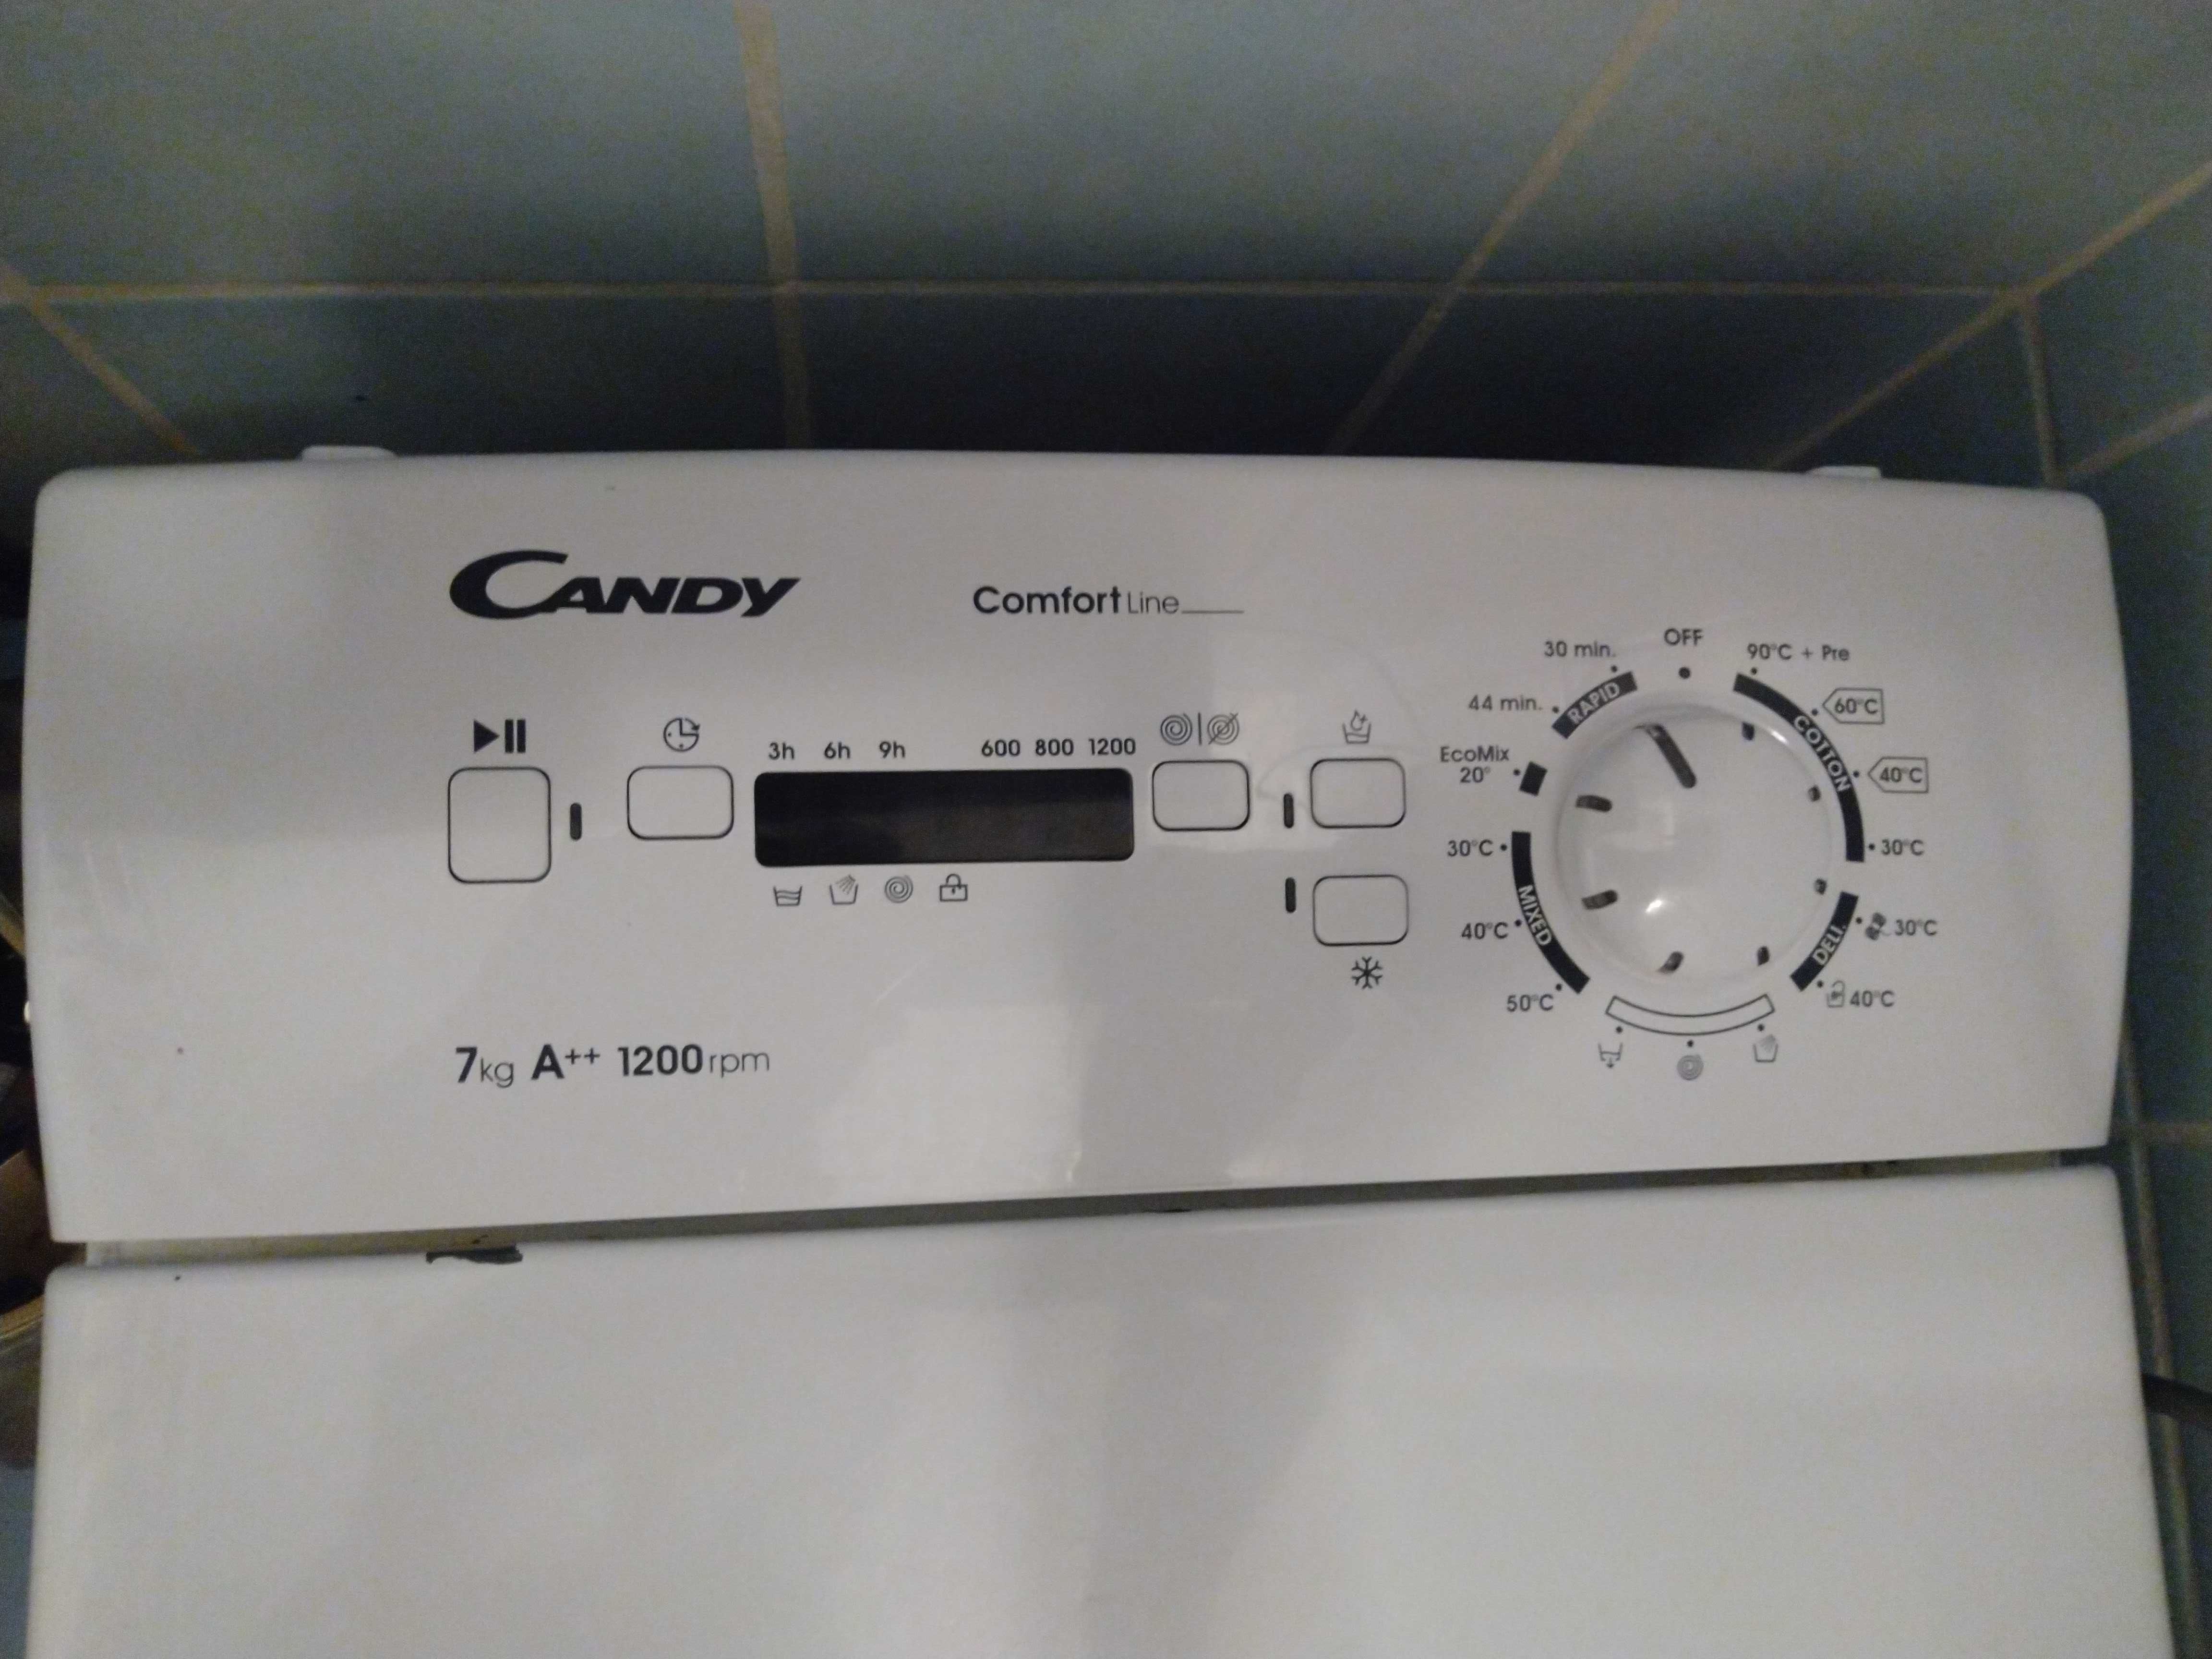 CANDY
Comfort Line
3h 6h 9h 600 800 1200
OFF
90°C + Pre
60°C
40°C
30°C
COTTON
30°C
40°C
DELI.
50°C
40°C
30°C
MIXED
EcoMix
20°
44 min.
30 min.
RAPID
7kg A++ 1200rpm